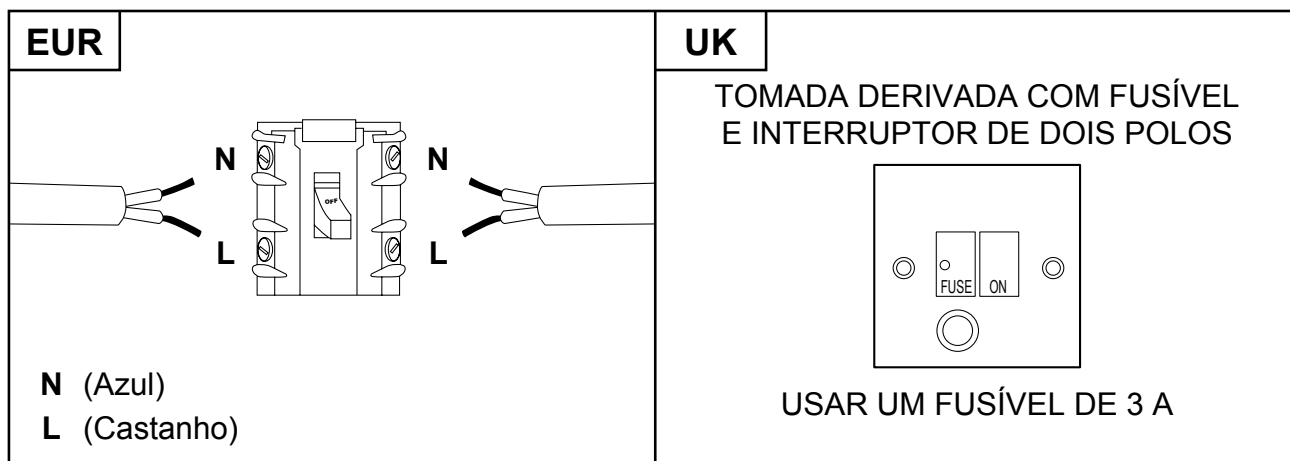 EUR
N
N
OFF
L
L
N (Azul)
L (Castanho)
UK
TOMADA DERIVADA COM FUSÍVEL
E INTERRUPTOR DE DOIS POLOS
FUSE ON
USAR UM FUSÍVEL DE 3 A